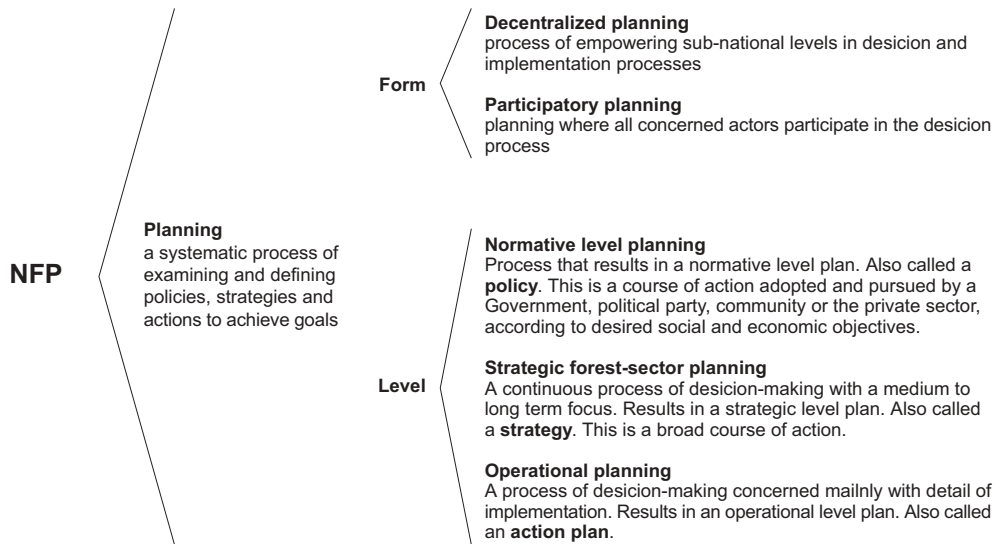 NFP
Planning
a systematic process of
examining and defining
policies, strategies and
actions to achieve goals
Form
Decentralized planning
process of empowering sub-national levels in desicion and
implementation processes
Participatory planning
planning where all concerned actors participate in the desicion
process
Level
Normative level planning
Process that results in a normative level plan. Also called a
policy. This is a course of action adopted and pursued by a
Government, political party, community or the private sector,
according to desired social and economic objectives.
Strategic forest-sector planning
A continuous process of desicion-making with a medium to
long term focus. Results in a strategic level plan. Also called
a strategy. This is a broad course of action.
Operational planning
A process of desicion-making concerned mailnly with detail of
implementation. Results in an operational level plan. Also called
an action plan.